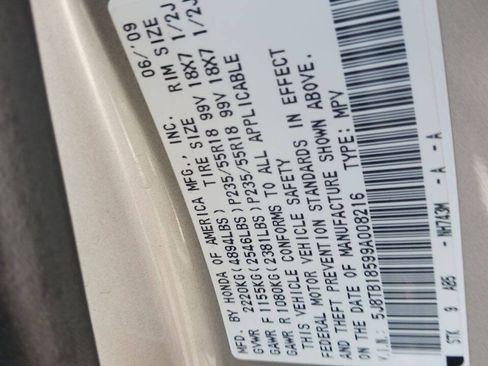 MFD. BY HONDA OF AMERICA MFG., INC. 06/'09
TIRE SIZE RIM SIZE
GVWR 2220KG(4894LBS) P235/55R18 99V 18X7 1/2J
GAWR F 1155KG(2546LBS) P235/55R18 99V 18X7 1/2J
GAWR R 1080KG(2381LBS) TO ALL APPLICABLE
THIS VEHICLE CONFORMS
FEDERAL MOTOR VEHICLE SAFETY
AND THEFT PREVENTION STANDARDS IN EFFECT
ON THE DATE OF MANUFACTURE SHOWN ABOVE.
V.I.N.: 5J8TB18599A008216 TYPE: MPV
STK 9 A05 - NH743M - A - A